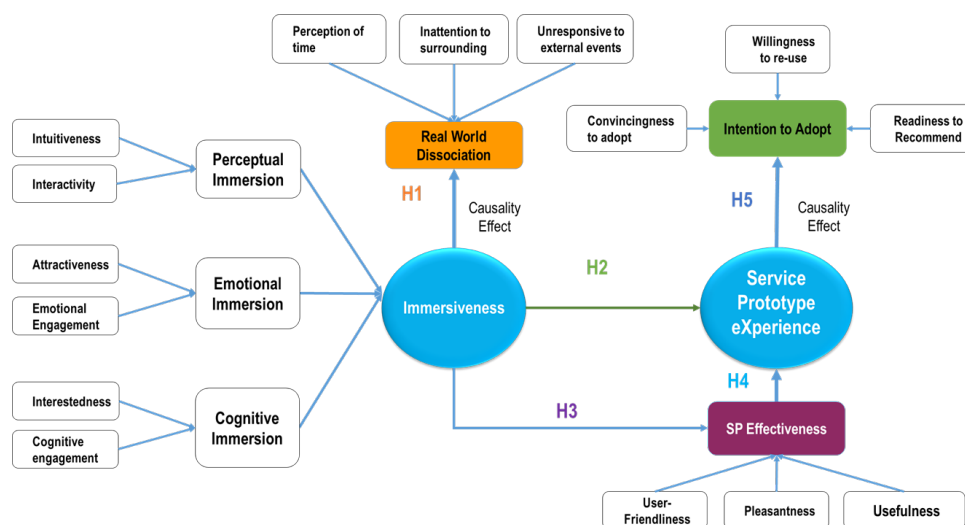 Perception of
time
Inattention to
surrounding
Unresponsive to
external events
Willingness
to re-use
Convincingness
to adopt
Intention to Adopt
Readiness to
Recommend
Real World
Dissociation
Intuitiveness
Interactivity
Perceptual
Immersion
H1
Causality
Effect
H5
Causality
Effect
Attractiveness
Emotional
Engagement
Emotional
Immersion
Immersiveness
H2
Service
Prototype
eXperience
H4
Interestedness
Cognitive
engagement
Cognitive
Immersion
H3
SP Effectiveness
User-
Friendliness
Pleasantness
Usefulness